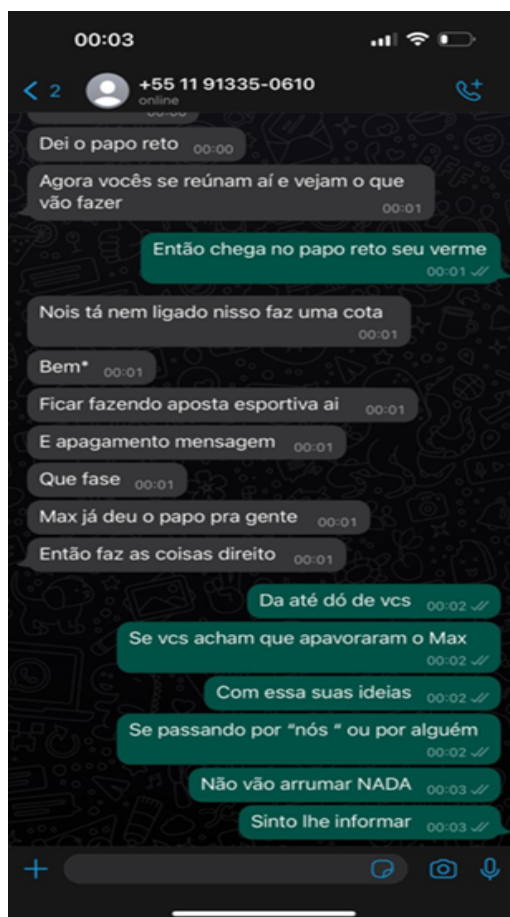 00:03
2
+55 11 91335-0610
online
Dei o papo reto 00:00
Agora vocês se reúnam aí e vejam o que
vão fazer
00:01
Então chega no papo reto seu verme
00:01
Nois tá nem ligado nisso faz uma cota
00:01
Bem* 00:01
Ficar fazendo aposta esportiva ai 00:01
E apagamento mensagem 00:01
Que fase 00:01
Max já deu o papo pra gente 00:01
Então faz as coisas direito 00:01
Da até dó de vcs 00:02
Se vcs acham que apavoraram o Max
00:02
Com essa suas ideias 00:02
Se passando por “nós “ ou por alguém
00:02
Não vão arrumar NADA 00:03
Sinto lhe informar 00:03